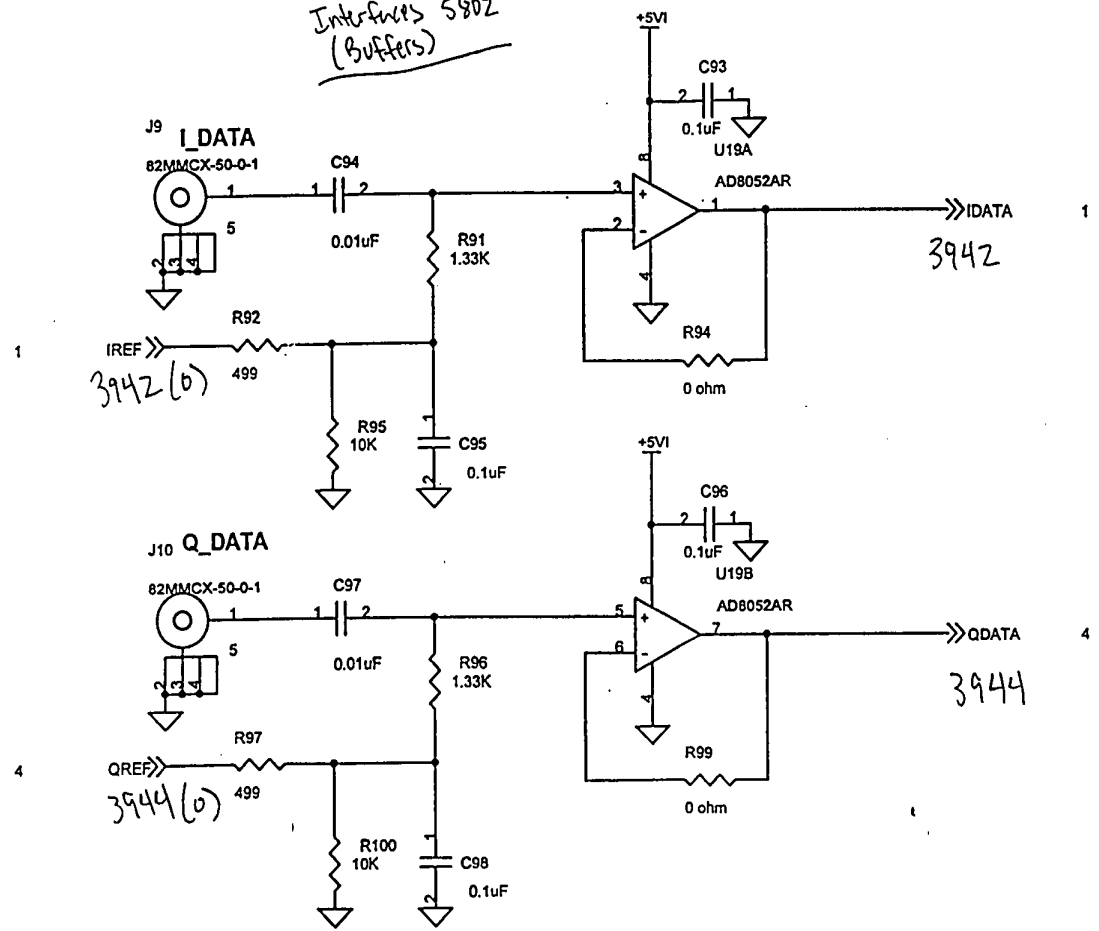 Interfaces 5802
(Buffers)
+5VI
C93
2 1
0.1uF
U19A
J9 I_DATA
82MMCX-50-0-1
C94
8
AD8052AR
1 1 2 3 + 1 IDATA 1
5 0.01uF R91 2 - 3942
2 3 4 1.33K 4
R92 R94
1 IREF
3942 (0) 499 0 ohm
R95 1 C95
10K 0.1uF
2
+5VI
C96
2 1
0.1uF
U19B
J10 Q_DATA
82MMCX-50-0-1
C97
8
AD8052AR
1 1 2 5 + 7 QDATA 4
5 0.01uF R96 6 - 3944
2 3 4 1.33K 4
R97 R99
4 QREF
3944 (0) 499 0 ohm
R100 1 C98
10K 0.1uF
2